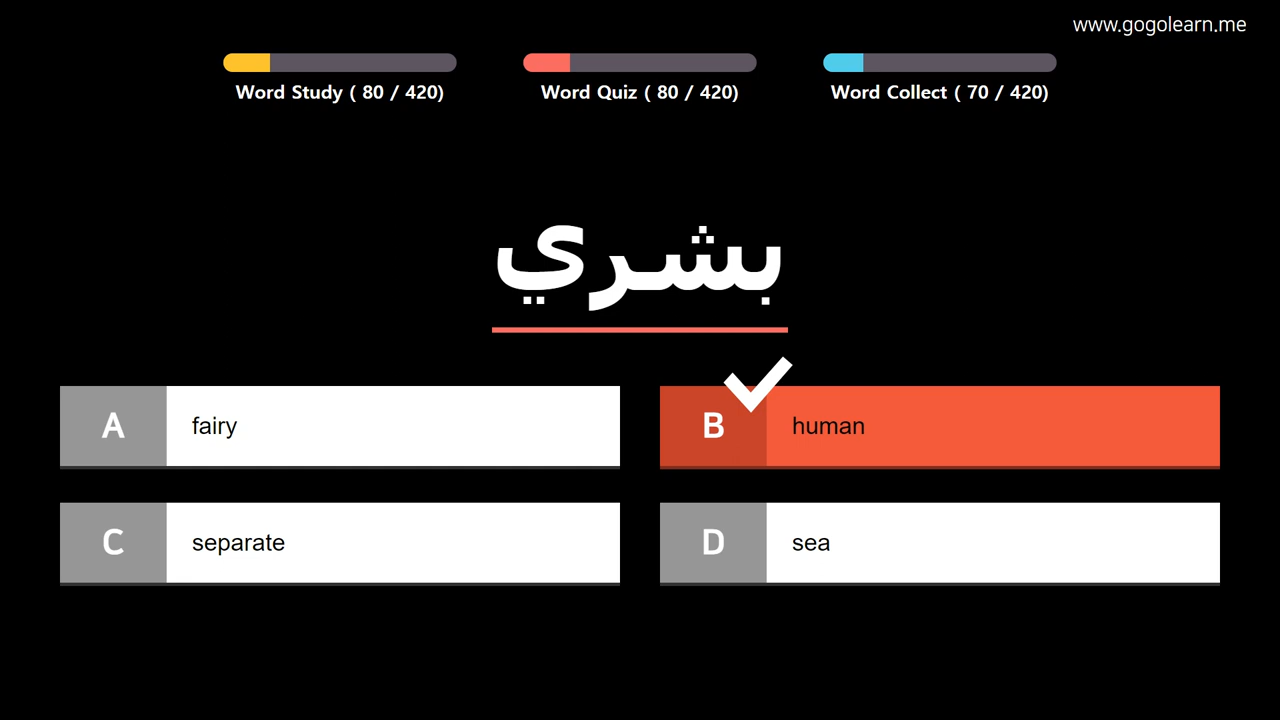 www.gogolearn.me
Word Study ( 80 / 420)
Word Quiz ( 80 / 420)
Word Collect ( 70 / 420)
بشري
A fairy
B human
C separate
D sea